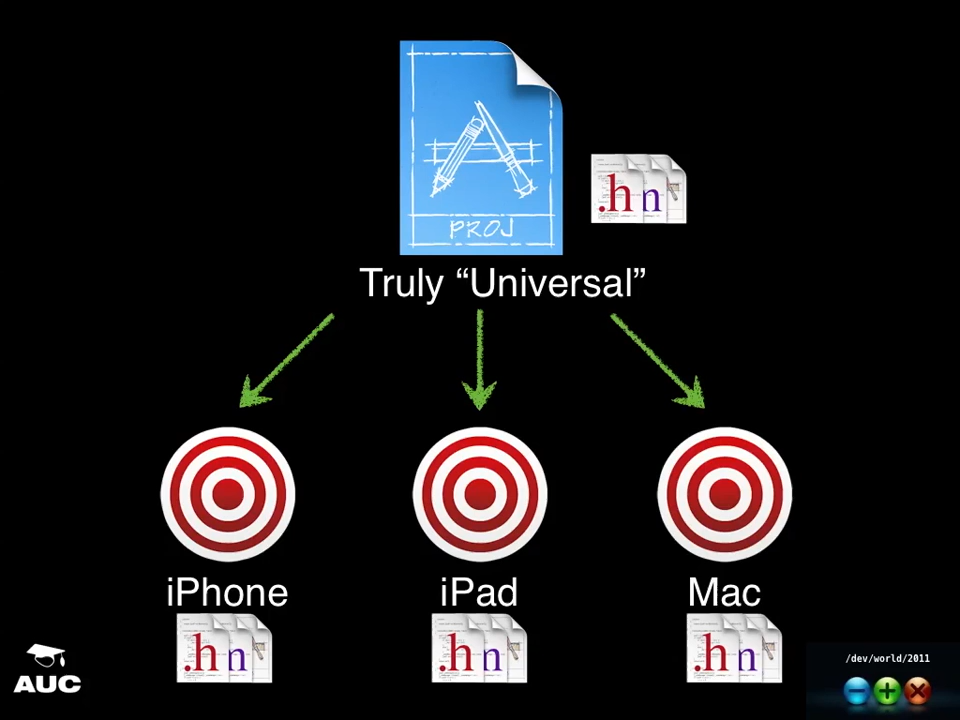 PROJ
.h n
Truly “Universal”
iPhone
iPad
Mac
.h n
.h n
.h n
AUC
/dev/world/2011